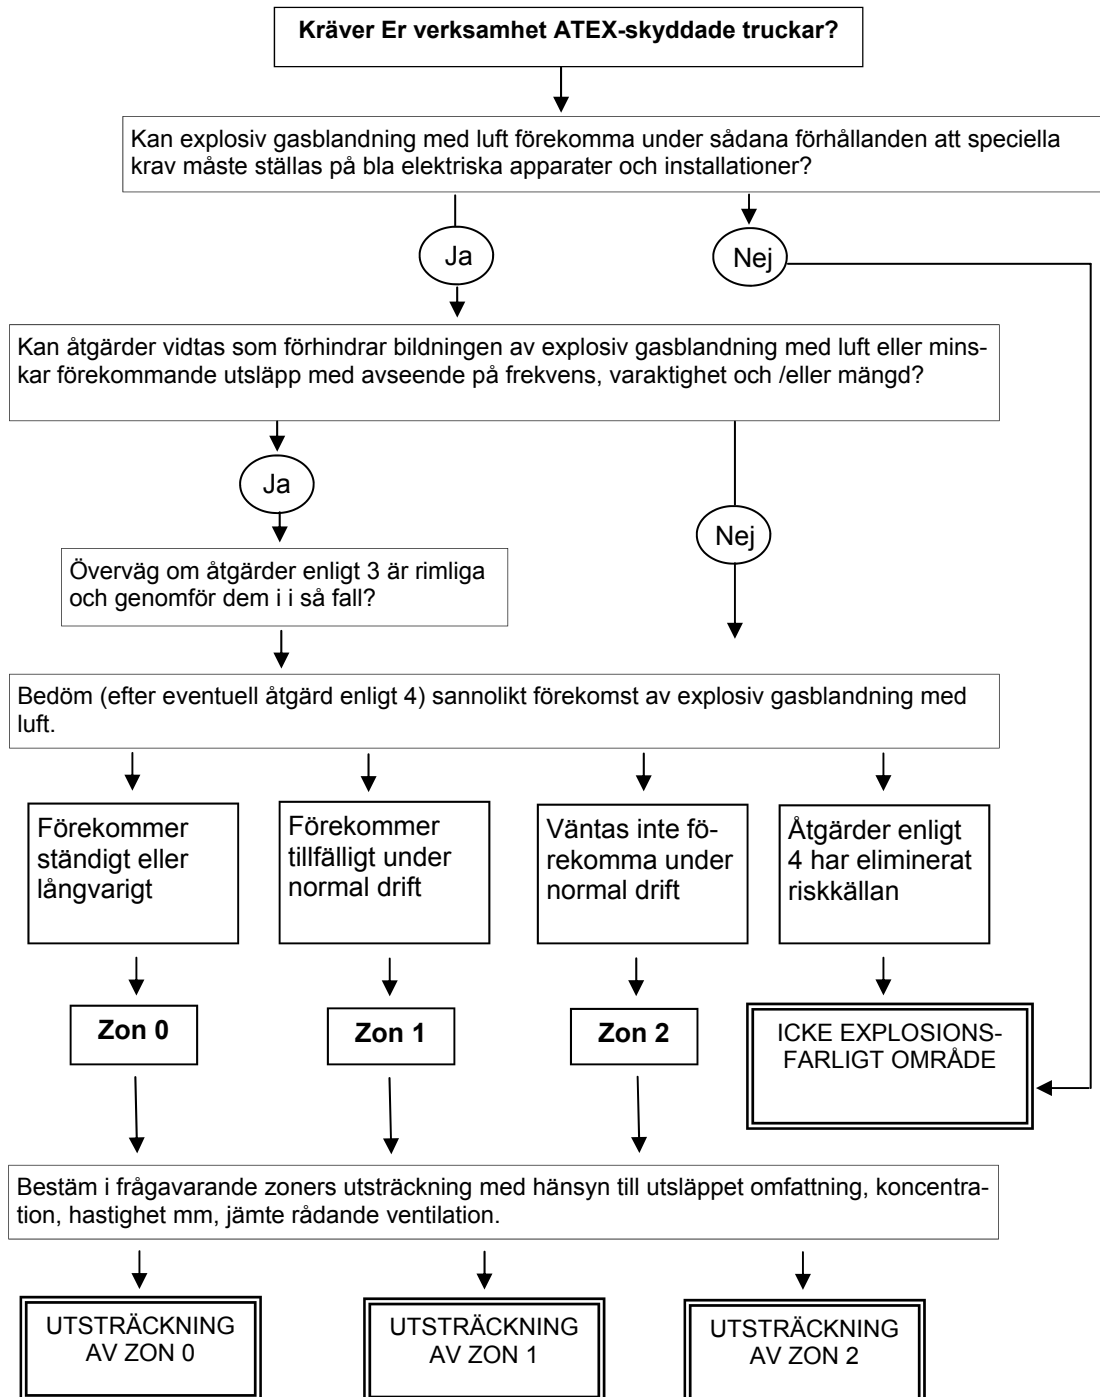 Kräver Er verksamhet ATEX-skyddade truckar?
Kan explosiv gasblandning med luft förekomma under sådana förhållanden att speciella
krav måste ställas på bla elektriska apparater och installationer?
Ja
Nej
Kan åtgärder vidtas som förhindrar bildningen av explosiv gasblandning med luft eller mins-
kar förekommande utsläpp med avseende på frekvens, varaktighet och /eller mängd?
Ja
Nej
Överväg om åtgärder enligt 3 är rimliga
och genomför dem i i så fall?
Bedöm (efter eventuell åtgärd enligt 4) sannolikt förekomst av explosiv gasblandning med
luft.
Förekommer
ständigt eller
långvarigt
Förekommer
tillfälligt under
normal drift
Väntas inte fö-
rekomma under
normal drift
Åtgärder enligt
4 har eliminerat
riskkällan
Zon 0
Zon 1
Zon 2
ICKE EXPLOSIONS-
FARLIGT OMRÅDE
Bestäm i frågavarande zoners utsträckning med hänsyn till utsläppet omfattning, koncentra-
tion, hastighet mm, jämte rådande ventilation.
UTSTRÄCKNING
AV ZON 0
UTSTRÄCKNING
AV ZON 1
UTSTRÄCKNING
AV ZON 2